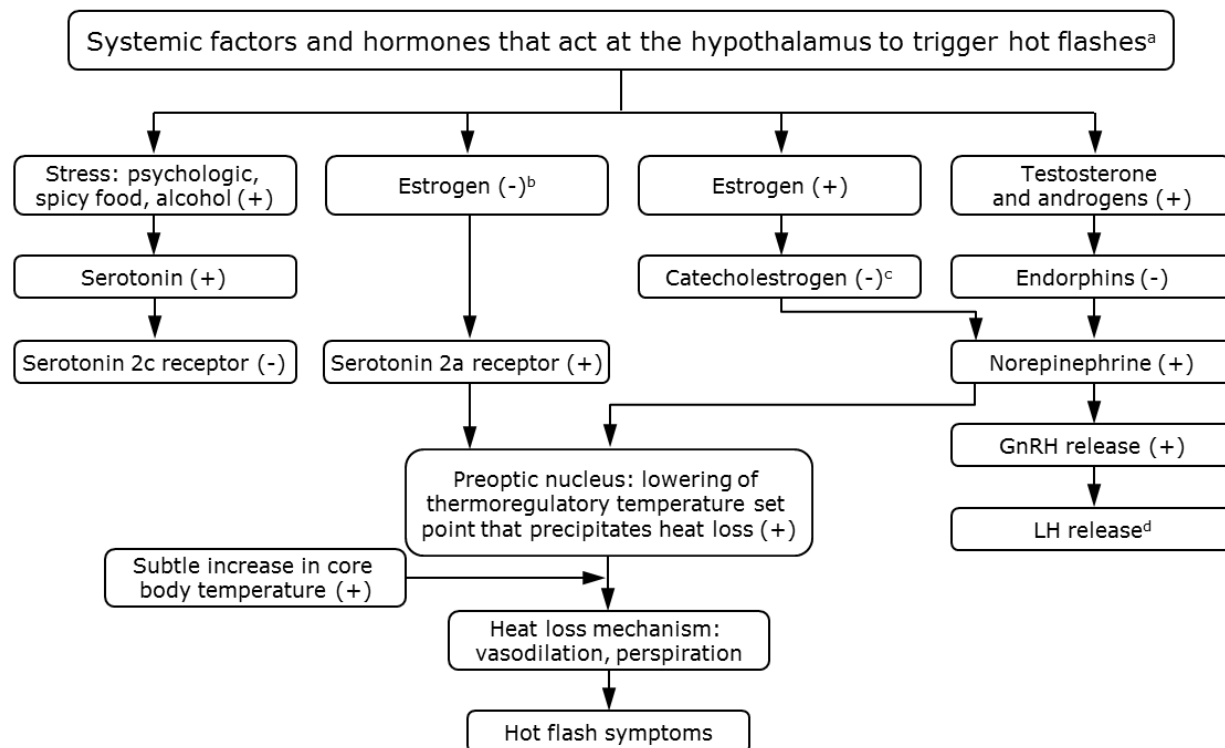 Systemic factors and hormones that act at the hypothalamus to trigger hot flashesᵃ
Stress: psychologic,
spicy food, alcohol (+)
Estrogen (-)ᵇ
Estrogen (+)
Testosterone
and androgens (+)
Serotonin (+)
Catecholestrogen (-)ᶜ
Endorphins (-)
Serotonin 2c receptor (-)
Serotonin 2a receptor (+)
Norepinephrine (+)
GnRH release (+)
Preoptic nucleus: lowering of
thermoregulatory temperature set
point that precipitates heat loss (+)
LH releaseᵈ
Subtle increase in core
body temperature (+)
Heat loss mechanism:
vasodilation, perspiration
Hot flash symptoms